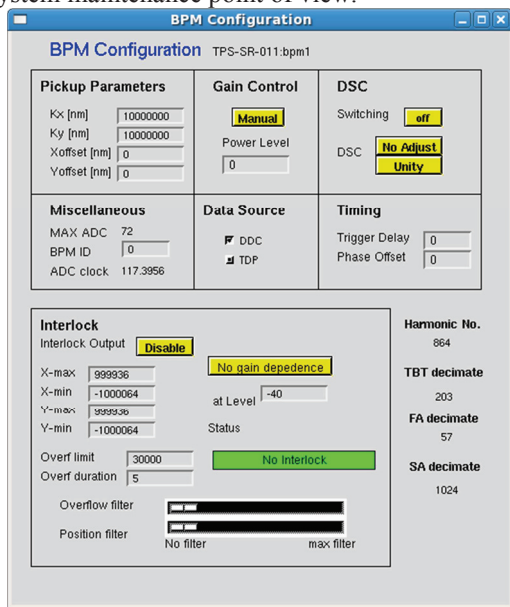 system maintenance point of view.
BPM Configuration
BPM Configuration TPS-SR-011:bpm1
Pickup Parameters
Kx [nm] 10000000
Ky [nm] 10000000
Xoffset [nm] 0
Yoffset [nm] 0
Gain Control
Manual
Power Level
0
DSC
Switching off
DSC No Adjust
Unity
Miscellaneous
MAX ADC 72
BPM ID 0
ADC clock 117.3956
Data Source
DDC
TDP
Timing
Trigger Delay 0
Phase Offset 0
Interlock
Interlock Output Disable
X-max 999936
X-min -1000064
Y-max 999936
Y-min -1000064
No gain depedence
at Level -40
Status
Overf limit 30000
Overf duration 5
No Interlock
Overflow filter
Position filter
No filter max filter
Harmonic No.
864
TBT decimate
203
FA decimate
57
SA decimate
1024